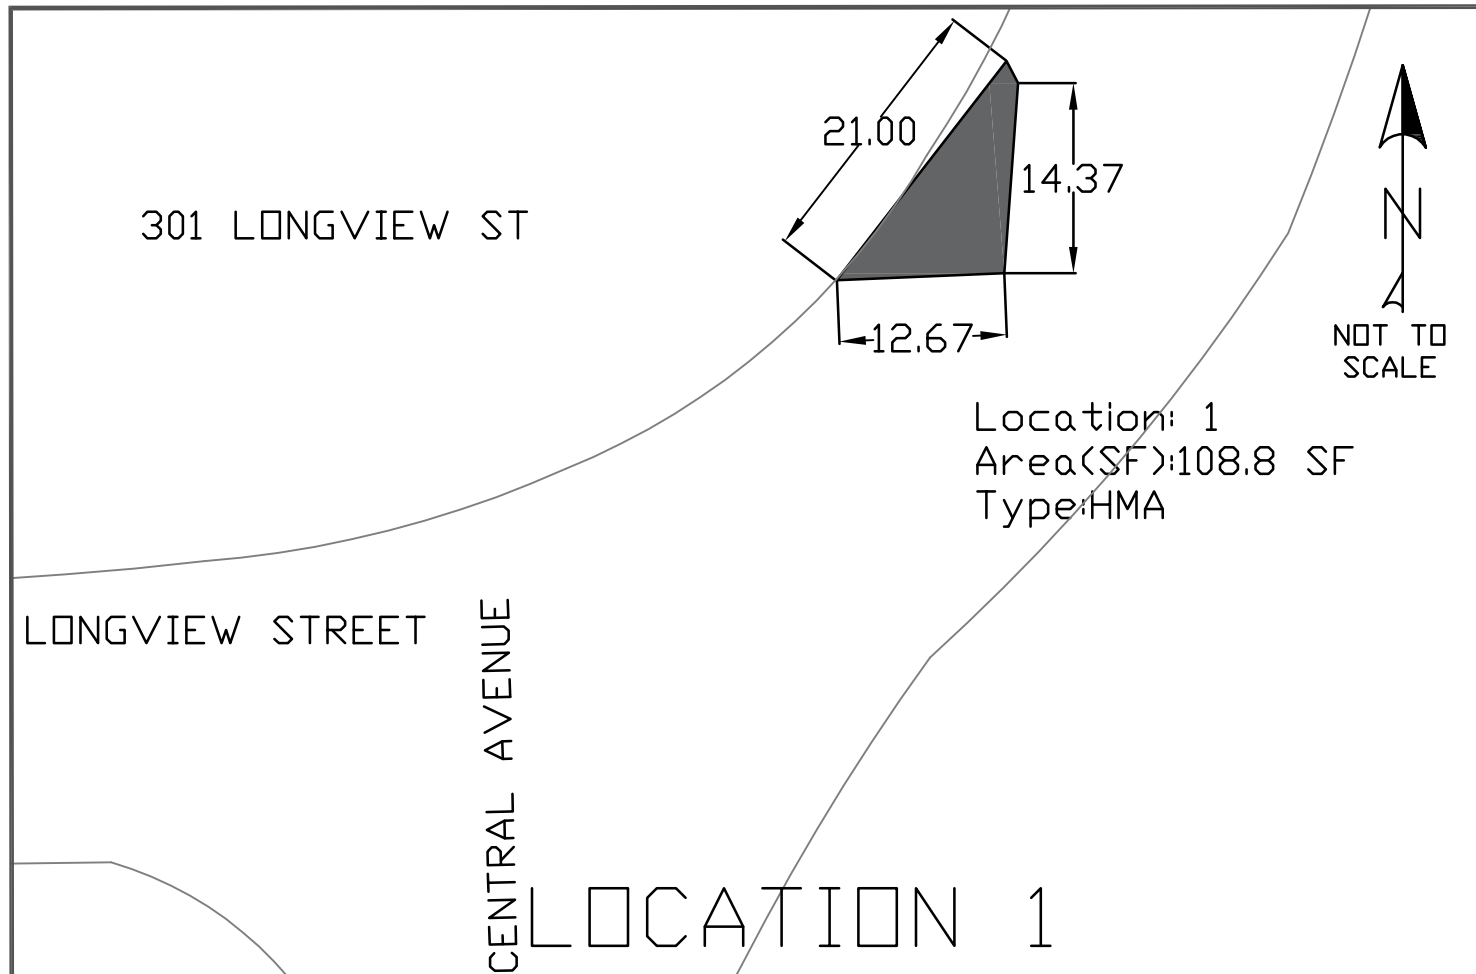 21.00
301 LONGVIEW ST
14.37
N
12.67
NOT TO
SCALE
Location: 1
Area(SF):108.8 SF
Type:HMA
LONGVIEW STREET
CENTRAL AVENUE
LOCATION 1